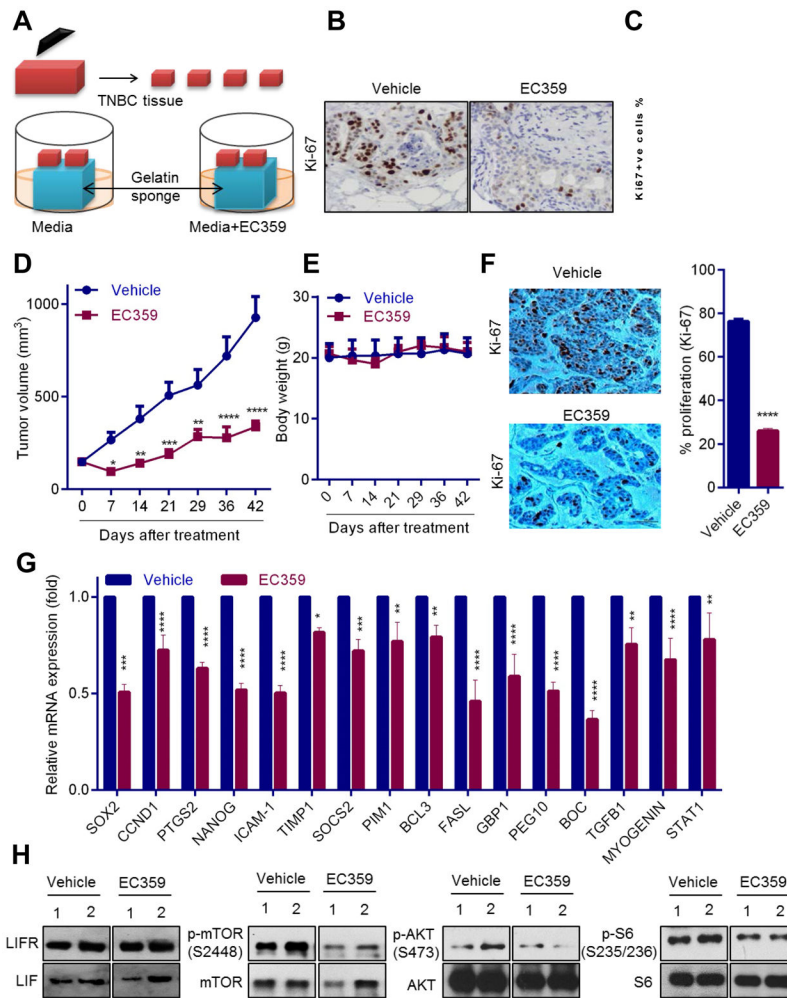 A
TNBC tissue
Gelatin
sponge
Media
Media+EC359
B
Vehicle
EC359
Ki-67
C
Ki67+ve cells %
D
Vehicle
EC359
Tumor volume (mm3)
1000
500
0
*
**
***
**
****
****
0 7 14 21 29 36 42
Days after treatment
E
Vehicle
EC359
Body weight (g)
30
20
10
0
0 7 14 21 29 36 42
Days after treatment
F
Vehicle
Ki-67
EC359
Ki-67
% proliferation (Ki-67)
100
80
60
40
20
0
****
Vehicle
EC359
G
Vehicle
EC359
Relative mRNA expression (fold)
1.0
0.5
0.0
***
****
****
****
****
*
***
**
**
****
****
****
****
**
****
**
SOX2
CCND1
PTGS2
NANOG
ICAM-1
TIMP1
SOCS2
PIM1
BCL3
FASL
GBP1
PEG10
BOC
TGFB1
MYOGENIN
STAT1
H
Vehicle EC359
1 2 1 2
LIFR
LIF
Vehicle EC359
1 2 1 2
p-mTOR
(S2448)
mTOR
Vehicle EC359
1 2 1 2
p-AKT
(S473)
AKT
Vehicle EC359
1 2 1 2
p-S6
(S235/236)
S6